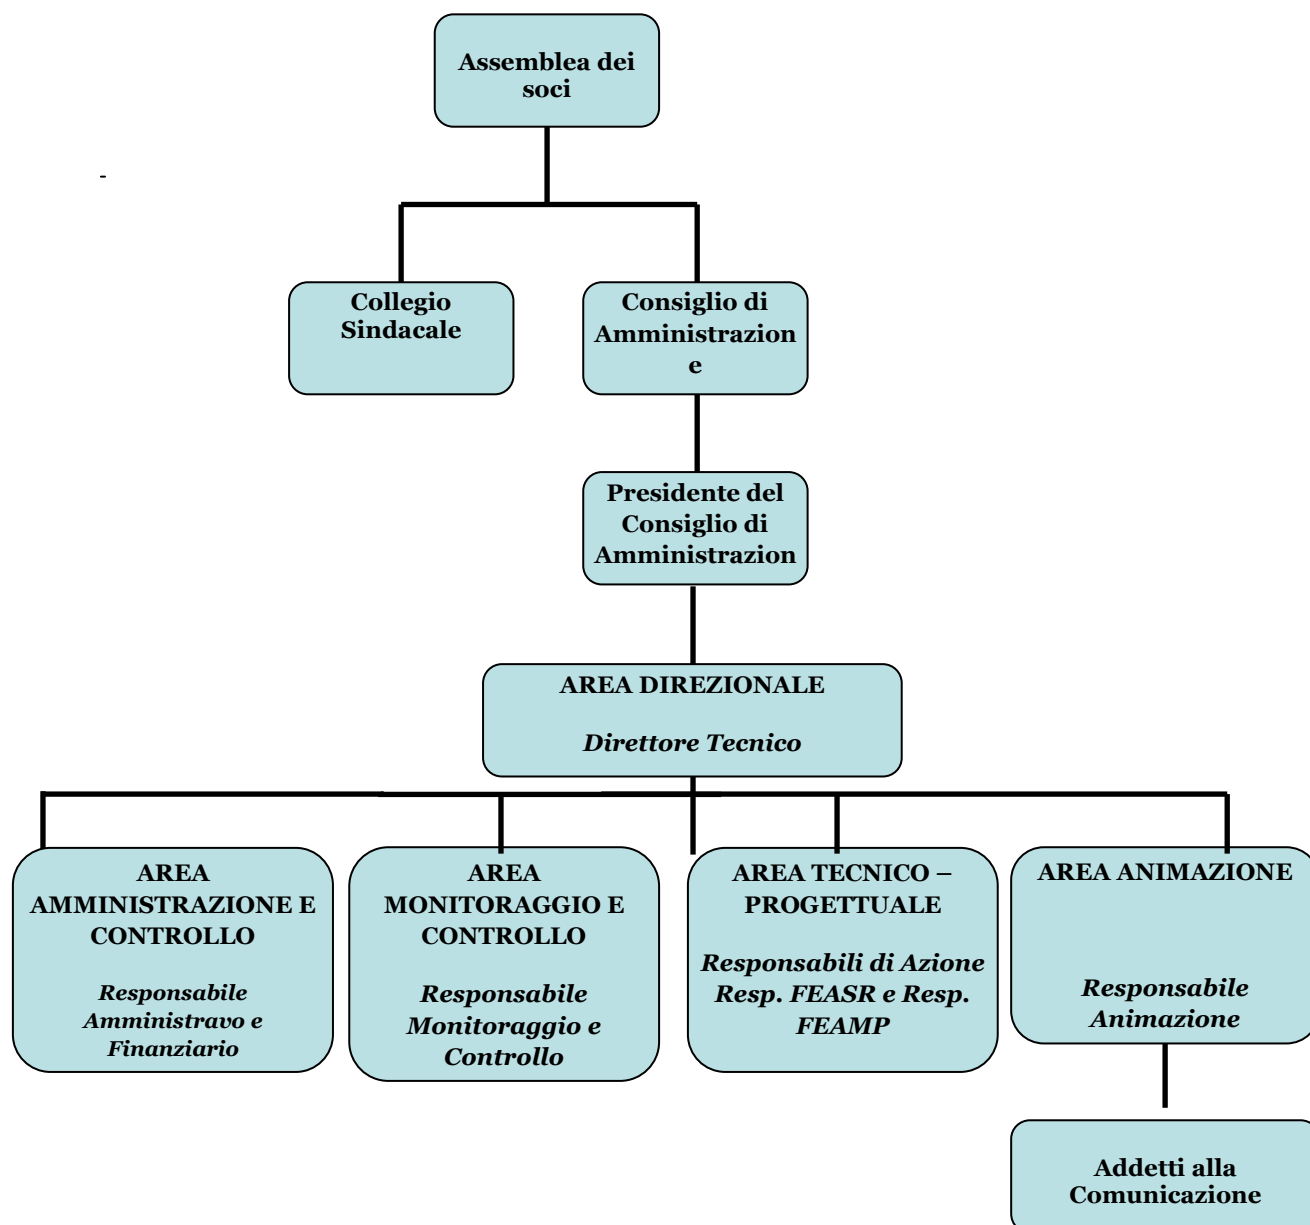 Assemblea dei
soci
-
Collegio
Sindacale
Consiglio di
Amministrazion
e
Presidente del
Consiglio di
Amministrazion
AREA DIREZIONALE
Direttore Tecnico
AREA
AMMINISTRAZIONE E
CONTROLLO
Responsabile
Amministravo e
Finanziario
AREA
MONITORAGGIO E
CONTROLLO
Responsabile
Monitoraggio e
Controllo
AREA TECNICO –
PROGETTUALE
Responsabili di Azione
Resp. FEASR e Resp.
FEAMP
AREA ANIMAZIONE
Responsabile
Animazione
Addetti alla
Comunicazione